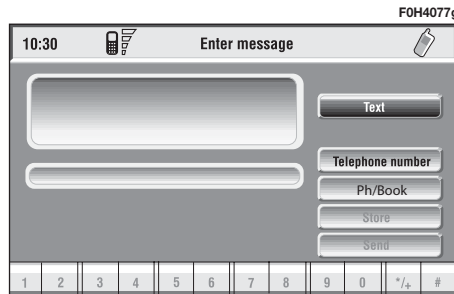 F0H4077g
10:30 Enter message
Text
Telephone number
Ph/Book
Store
Send
1 2 3 4 5 6 7 8 9 0 */+ #